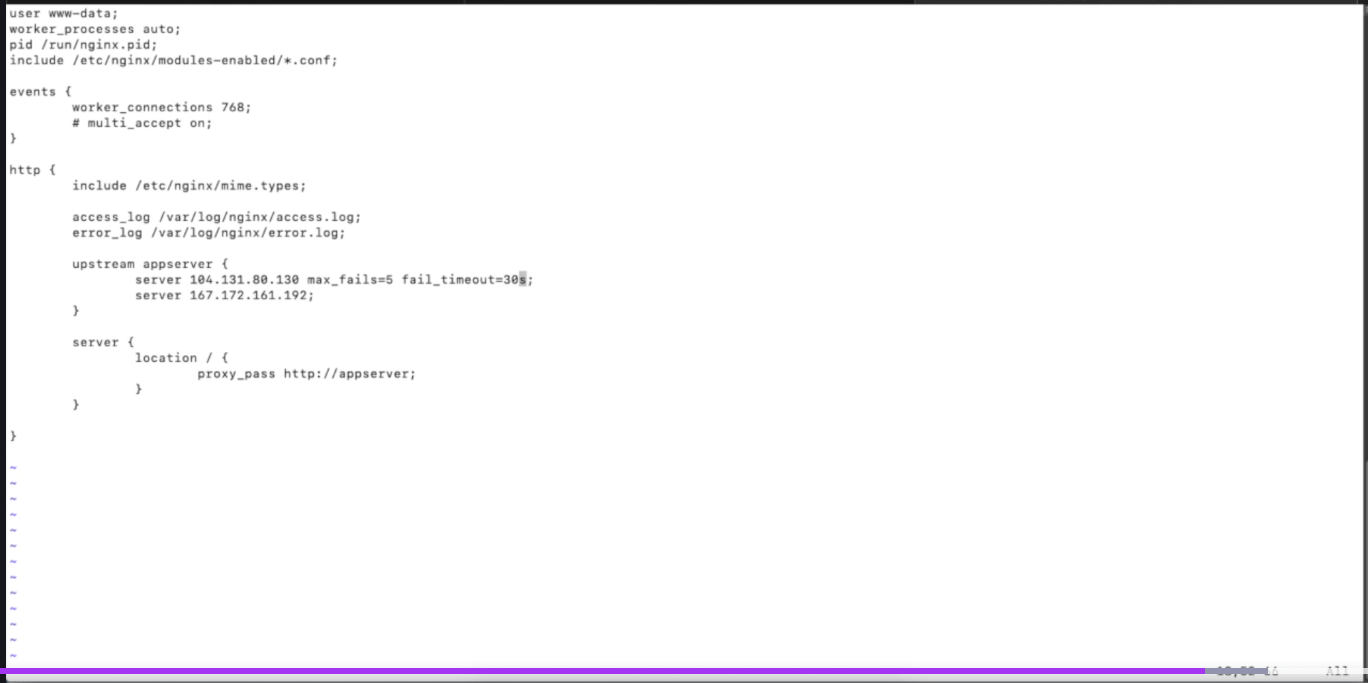 user www-data;
worker_processes auto;
pid /run/nginx.pid;
include /etc/nginx/modules-enabled/*.conf;
events {
worker_connections 768;
# multi_accept on;
}
http {
include /etc/nginx/mime.types;
access_log /var/log/nginx/access.log;
error_log /var/log/nginx/error.log;
upstream appserver {
server 104.131.80.130 max_fails=5 fail_timeout=30s;
server 167.172.161.192;
}
server {
location / {
proxy_pass http://appserver;
}
}
}
~
~
~
~
~
~
~
~
~
~
~
~
~
All